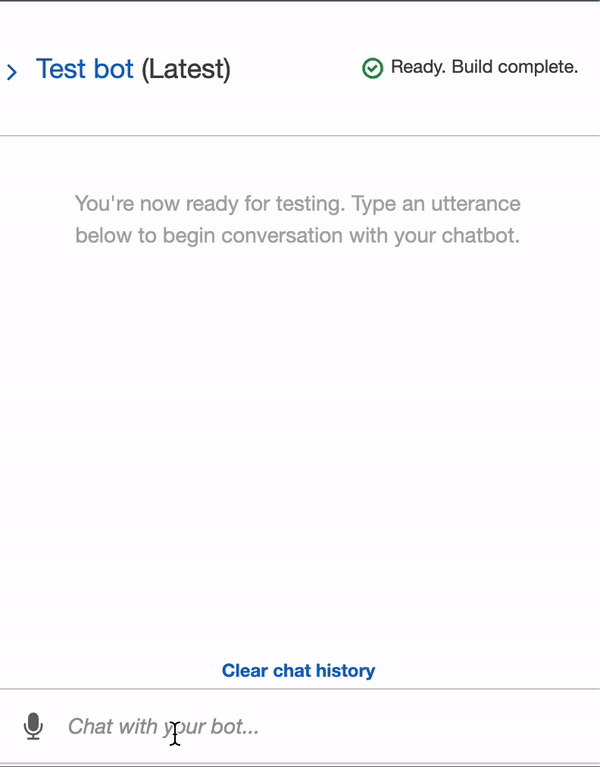 Test bot (Latest)
Ready. Build complete.
You're now ready for testing. Type an utterance
below to begin conversation with your chatbot.
Clear chat history
Chat with your bot...